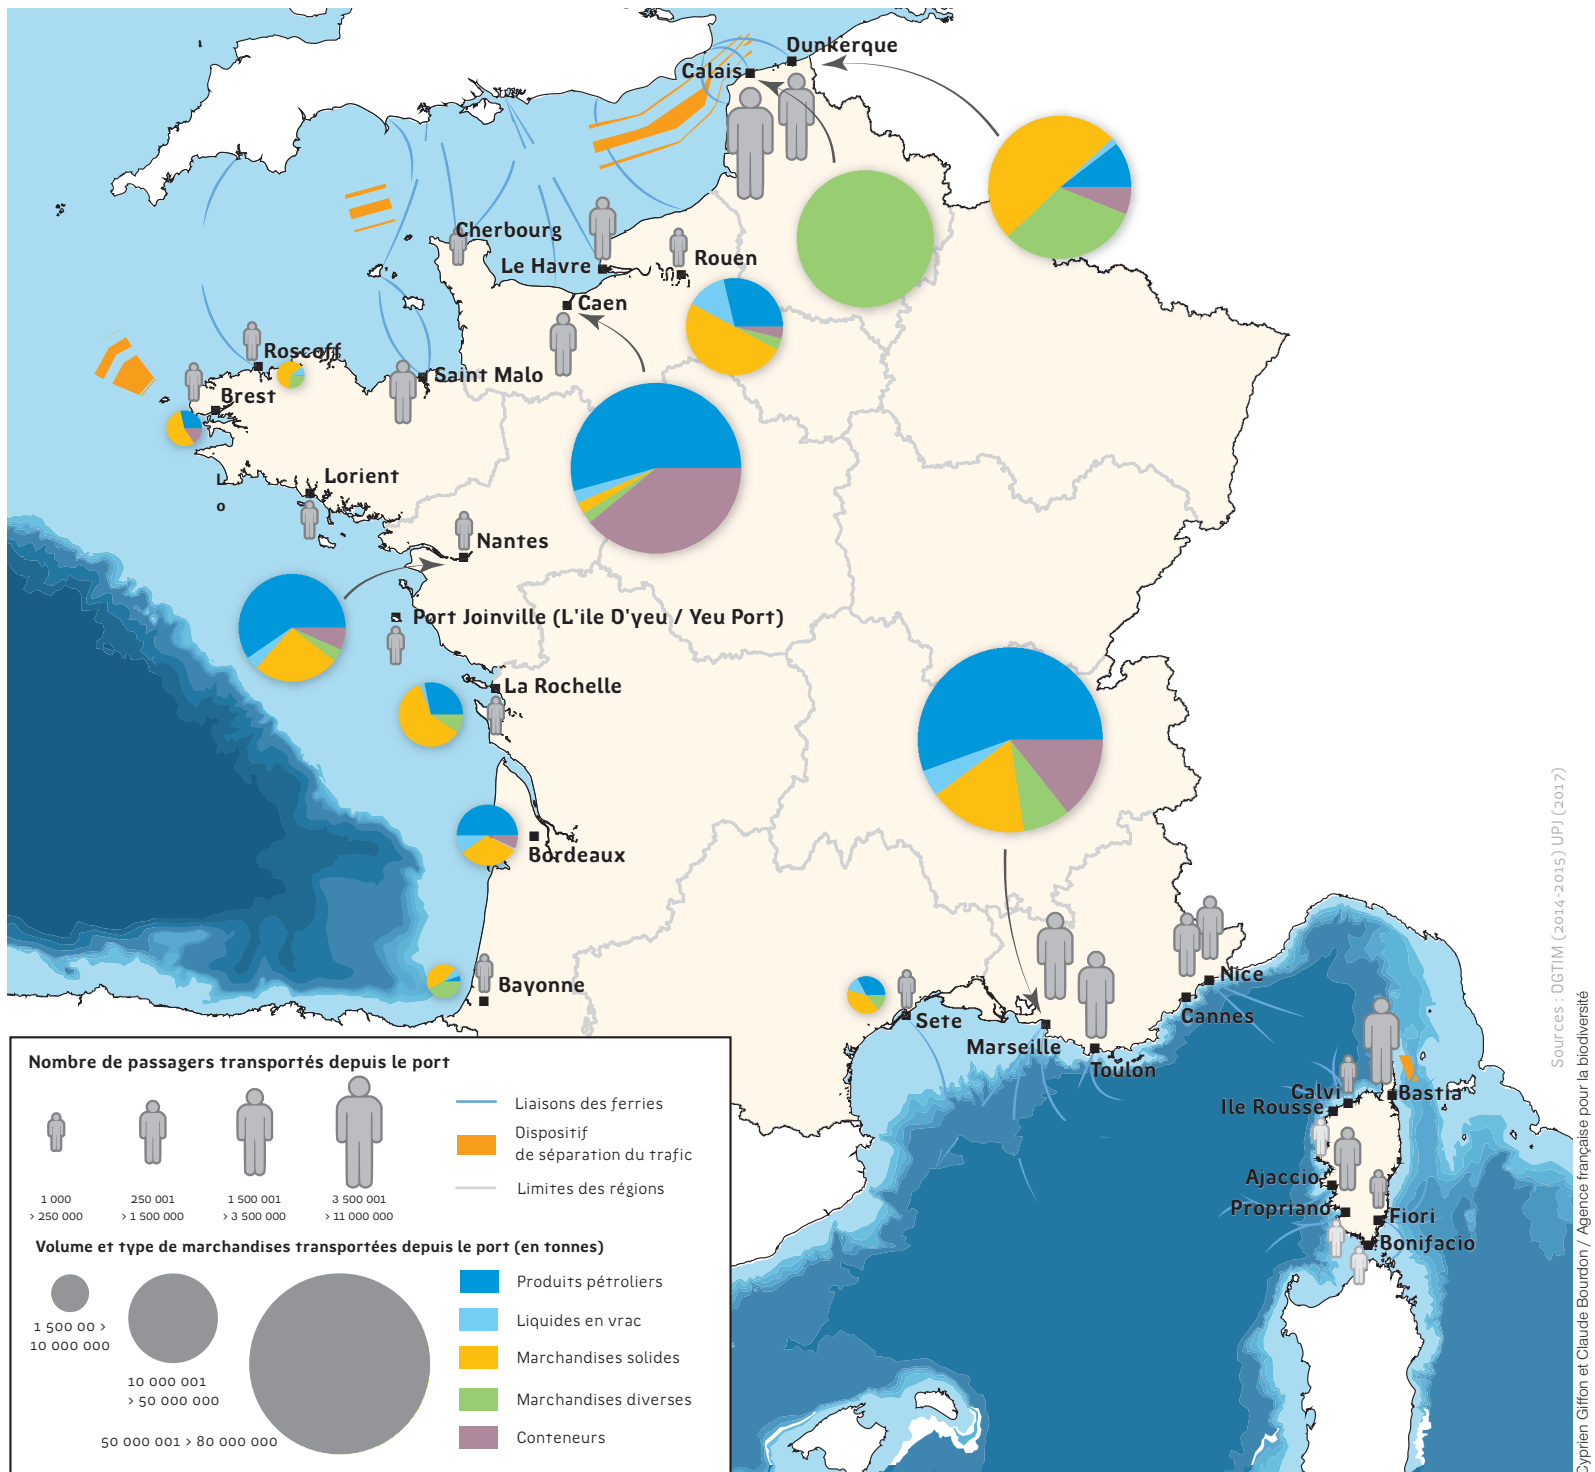 Dunkerque
Calais
Cherbourg
Le Havre
Rouen
Caen
Roscoff
Saint Malo
Brest
L
o
Lorient
Nantes
Port Joinville (L'ile D'yeu / Yeu Port)
La Rochelle
Bordeaux
Bayonne
Sete
Marseille
Toulon
Nice
Cannes
Calvi
Ile Rousse
Bastia
Ajaccio
Propriano
Fiori
Bonifacio
Nombre de passagers transportés depuis le port
1 000
> 250 000
250 001
> 1 500 000
1 500 001
> 3 500 000
3 500 001
> 11 000 000
Liaisons des ferries
Dispositif
de séparation du trafic
Limites des régions
Volume et type de marchandises transportées depuis le port (en tonnes)
1 500 00 >
10 000 000
10 000 001
> 50 000 000
50 000 001 > 80 000 000
Produits pétroliers
Liquides en vrac
Marchandises solides
Marchandises diverses
Conteneurs
Sources : DGTIM (2014-2015) UPJ (2017)
Cyprien Giffon et Claude Bourdon / Agence française pour la biodiversité